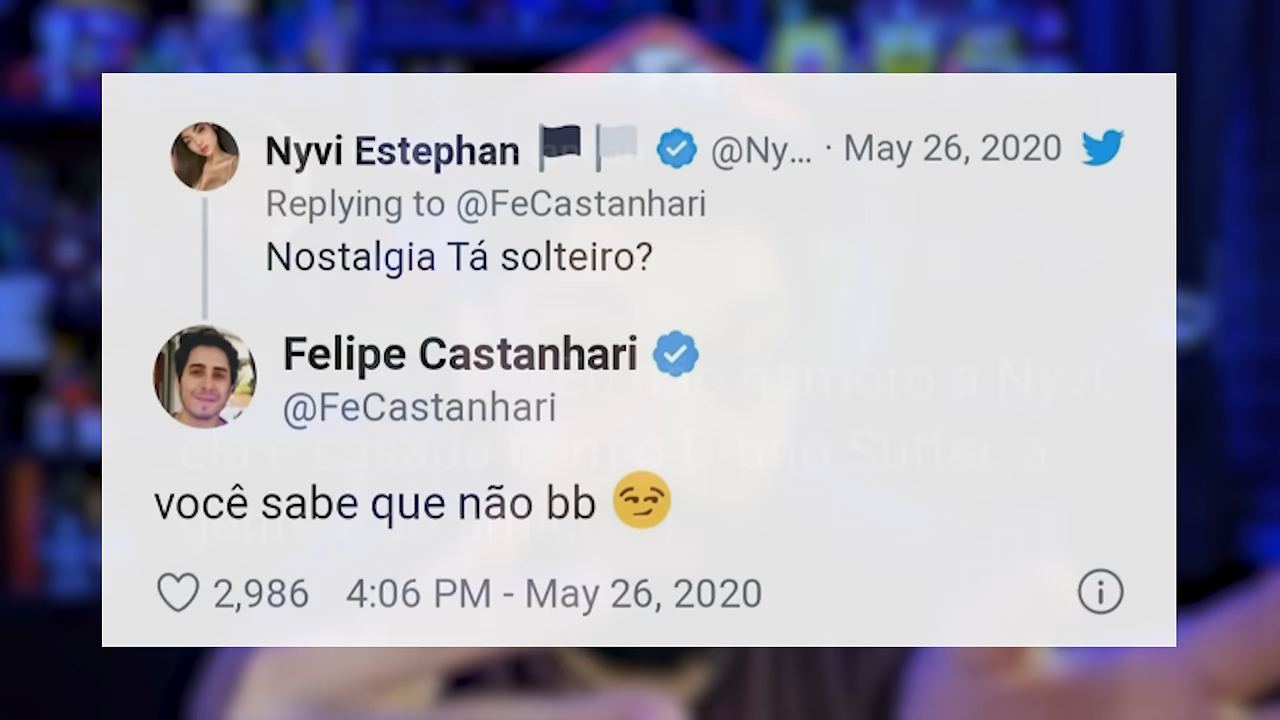 Nyvi Estephan 🏴 🏳 @Ny... · May 26, 2020
Replying to @FeCastanhari
Nostalgia Tá solteiro?
Felipe Castanhari
@FeCastanhari
você sabe que não bb 😏
2,986 4:06 PM - May 26, 2020